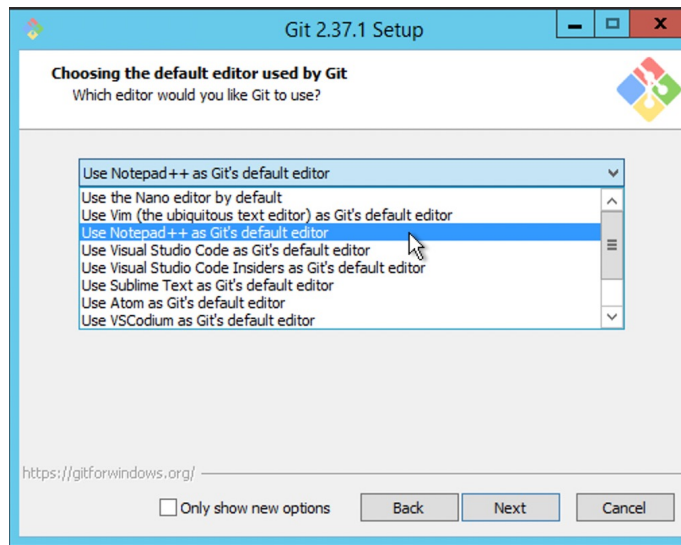 Git 2.37.1 Setup
Choosing the default editor used by Git
Which editor would you like Git to use?
Use Notepad++ as Git's default editor
Use the Nano editor by default
Use Vim (the ubiquitous text editor) as Git's default editor
Use Notepad++ as Git's default editor
Use Visual Studio Code as Git's default editor
Use Visual Studio Code Insiders as Git's default editor
Use Sublime Text as Git's default editor
Use Atom as Git's default editor
Use VSCodium as Git's default editor
https://gitforwindows.org/
Only show new options Back Next Cancel